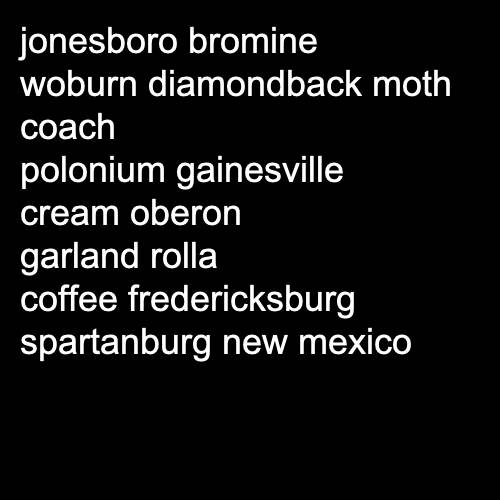 jonesboro bromine
woburn diamondback moth
coach
polonium gainesville
cream oberon
garland rolla
coffee fredericksburg
spartanburg new mexico